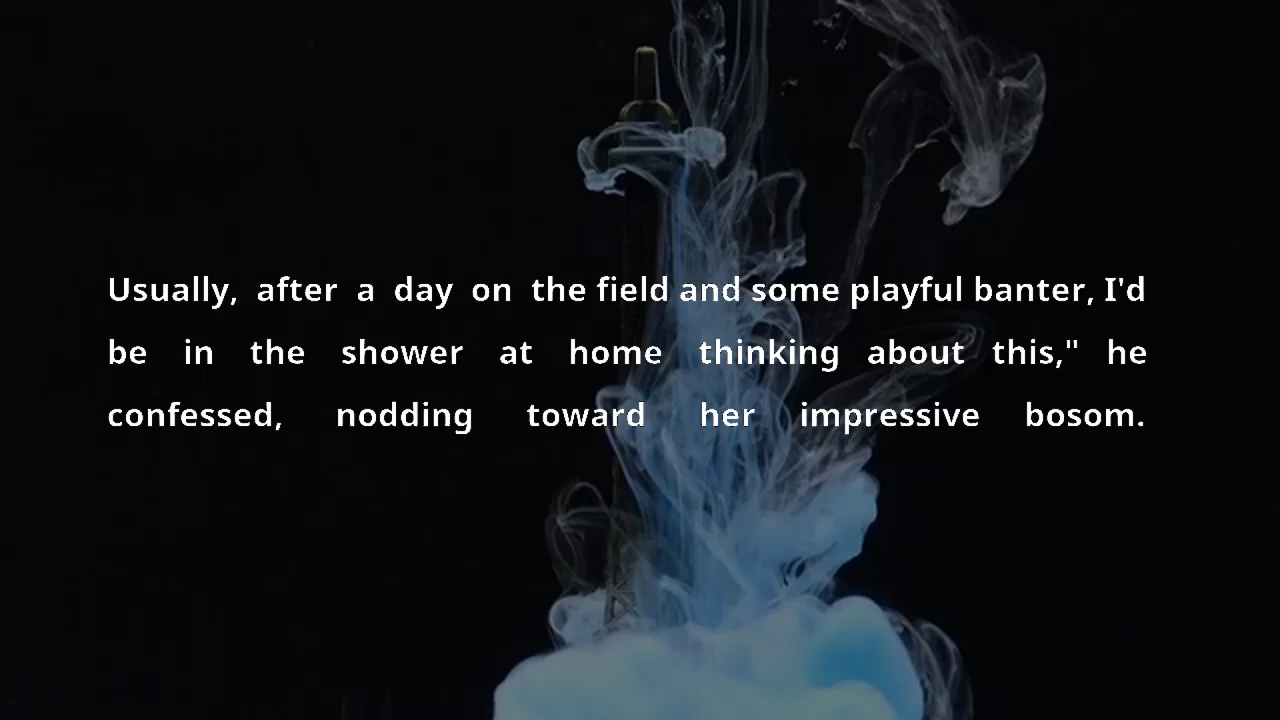 Usually, after a day on the field and some playful banter, I'd
be in the shower at home thinking about this," he
confessed, nodding toward her impressive bosom.